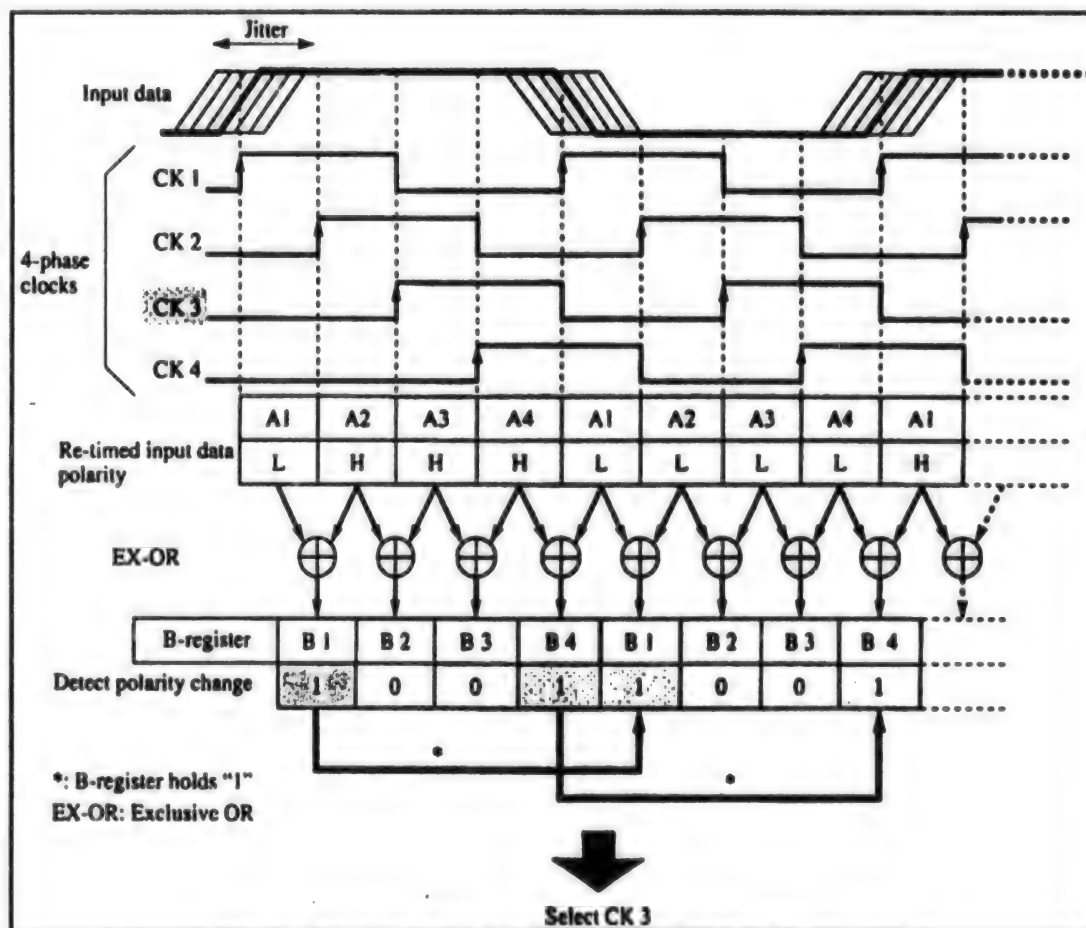 Jitter
Input data
CK 1
CK 2
4-phase
clocks
CK 3
CK 4
A1 A2 A3 A4 A1 A2 A3 A4 A1
Re-timed input data
polarity
L H H H L L L L H
EX-OR
B-register B 1 B 2 B 3 B 4 B 1 B 2 B 3 B 4
Detect polarity change 1 0 0 1 1 0 0 1
*
*
*: B-register holds "1"
EX-OR: Exclusive OR
Select CK 3